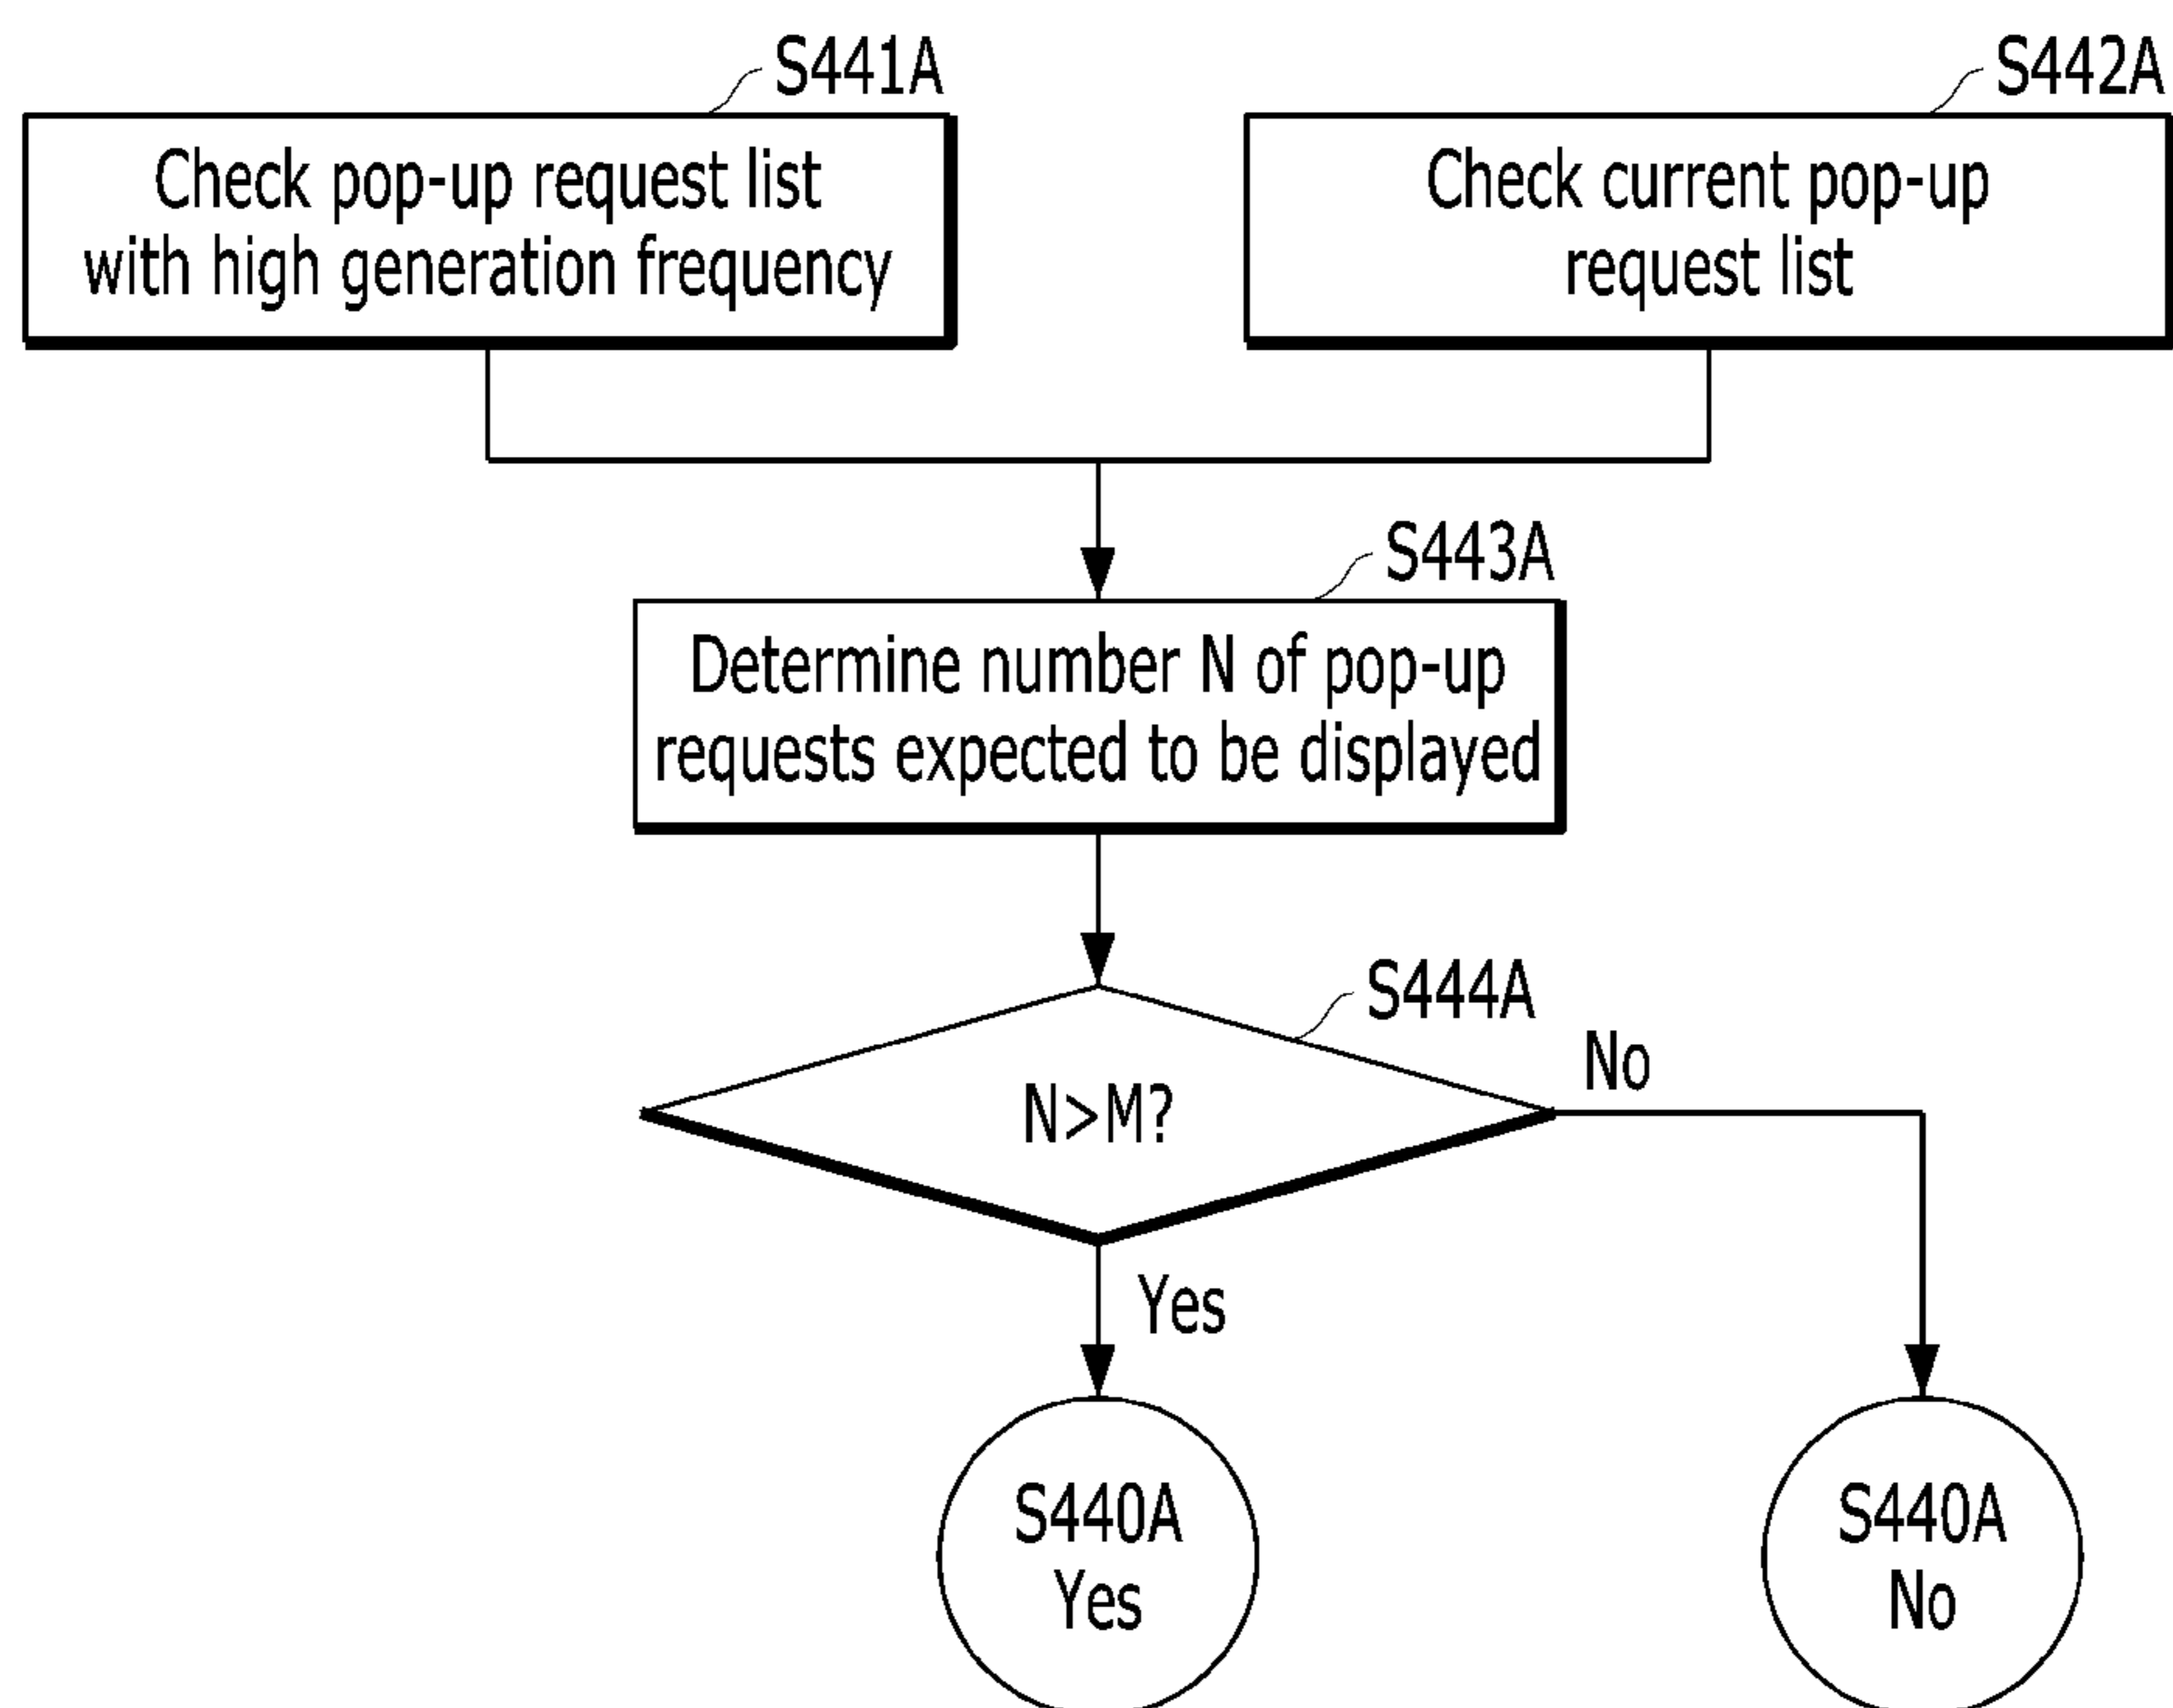 S441A
Check pop-up request list
with high generation frequency
S442A
Check current pop-up
request list
S443A
Determine number N of pop-up
requests expected to be displayed
S444A
N>M?
No
Yes
S440A
Yes
S440A
No